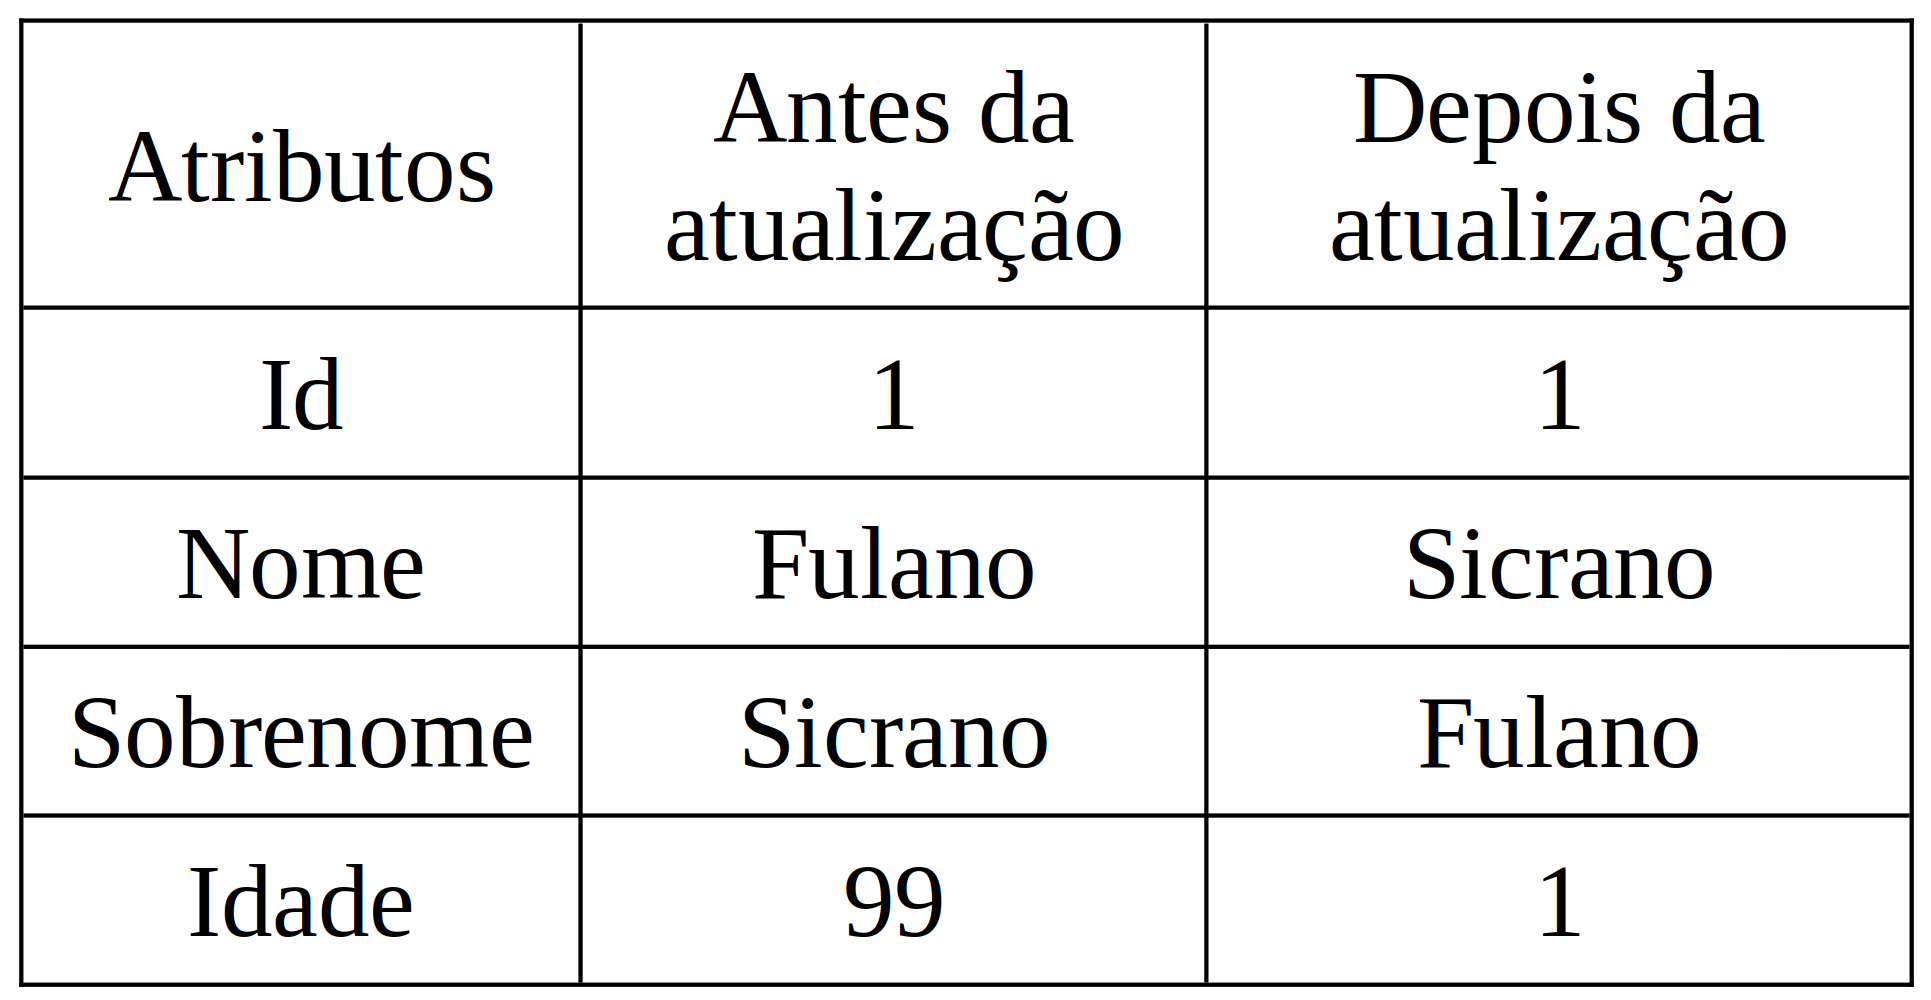 Atributos
Antes da
atualização
Depois da
atualização
Id
1
1
Nome
Fulano
Sicrano
Sobrenome
Sicrano
Fulano
Idade
99
1